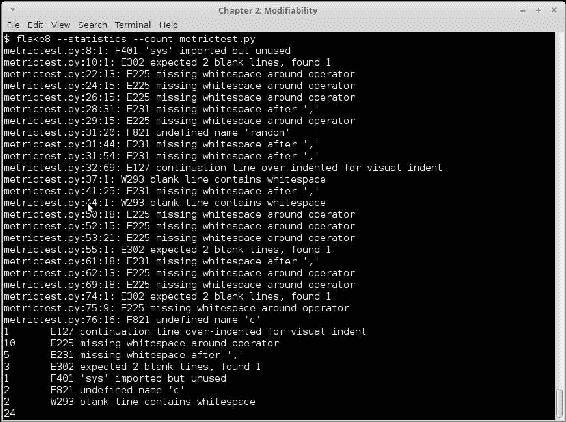 Chapter 2: Modifiability
File Edit View Search Terminal Help
$ flake8 --statistics --count metrictest.py
metrictest.py:8:1: F401 'sys' imported but unused
metrictest.py:10:1: E302 expected 2 blank lines, found 1
metrictest.py:22:13: E225 missing whitespace around operator
metrictest.py:24:15: E225 missing whitespace around operator
metrictest.py:26:15: E225 missing whitespace around operator
metrictest.py:28:31: E231 missing whitespace after ','
metrictest.py:29:15: E225 missing whitespace around operator
metrictest.py:31:20: F821 undefined name 'random'
metrictest.py:31:44: E231 missing whitespace after ','
metrictest.py:31:54: E231 missing whitespace after ','
metrictest.py:32:69: E127 continuation line over-indented for visual indent
metrictest.py:37:1: W293 blank line contains whitespace
metrictest.py:41:25: E231 missing whitespace after ','
metrictest.py:44:1: W293 blank line contains whitespace
metrictest.py:50:18: E225 missing whitespace around operator
metrictest.py:52:15: E225 missing whitespace around operator
metrictest.py:53:21: E225 missing whitespace around operator
metrictest.py:55:1: E302 expected 2 blank lines, found 1
metrictest.py:61:18: E231 missing whitespace after ','
metrictest.py:62:13: E225 missing whitespace around operator
metrictest.py:69:18: E225 missing whitespace around operator
metrictest.py:74:1: E302 expected 2 blank lines, found 1
metrictest.py:75:9: E225 missing whitespace around operator
metrictest.py:76:16: F821 undefined name 'c'
1 E127 continuation line over-indented for visual indent
10 E225 missing whitespace around operator
5 E231 missing whitespace after ','
3 E302 expected 2 blank lines, found 1
1 F401 'sys' imported but unused
2 F821 undefined name 'c'
2 W293 blank line contains whitespace
24